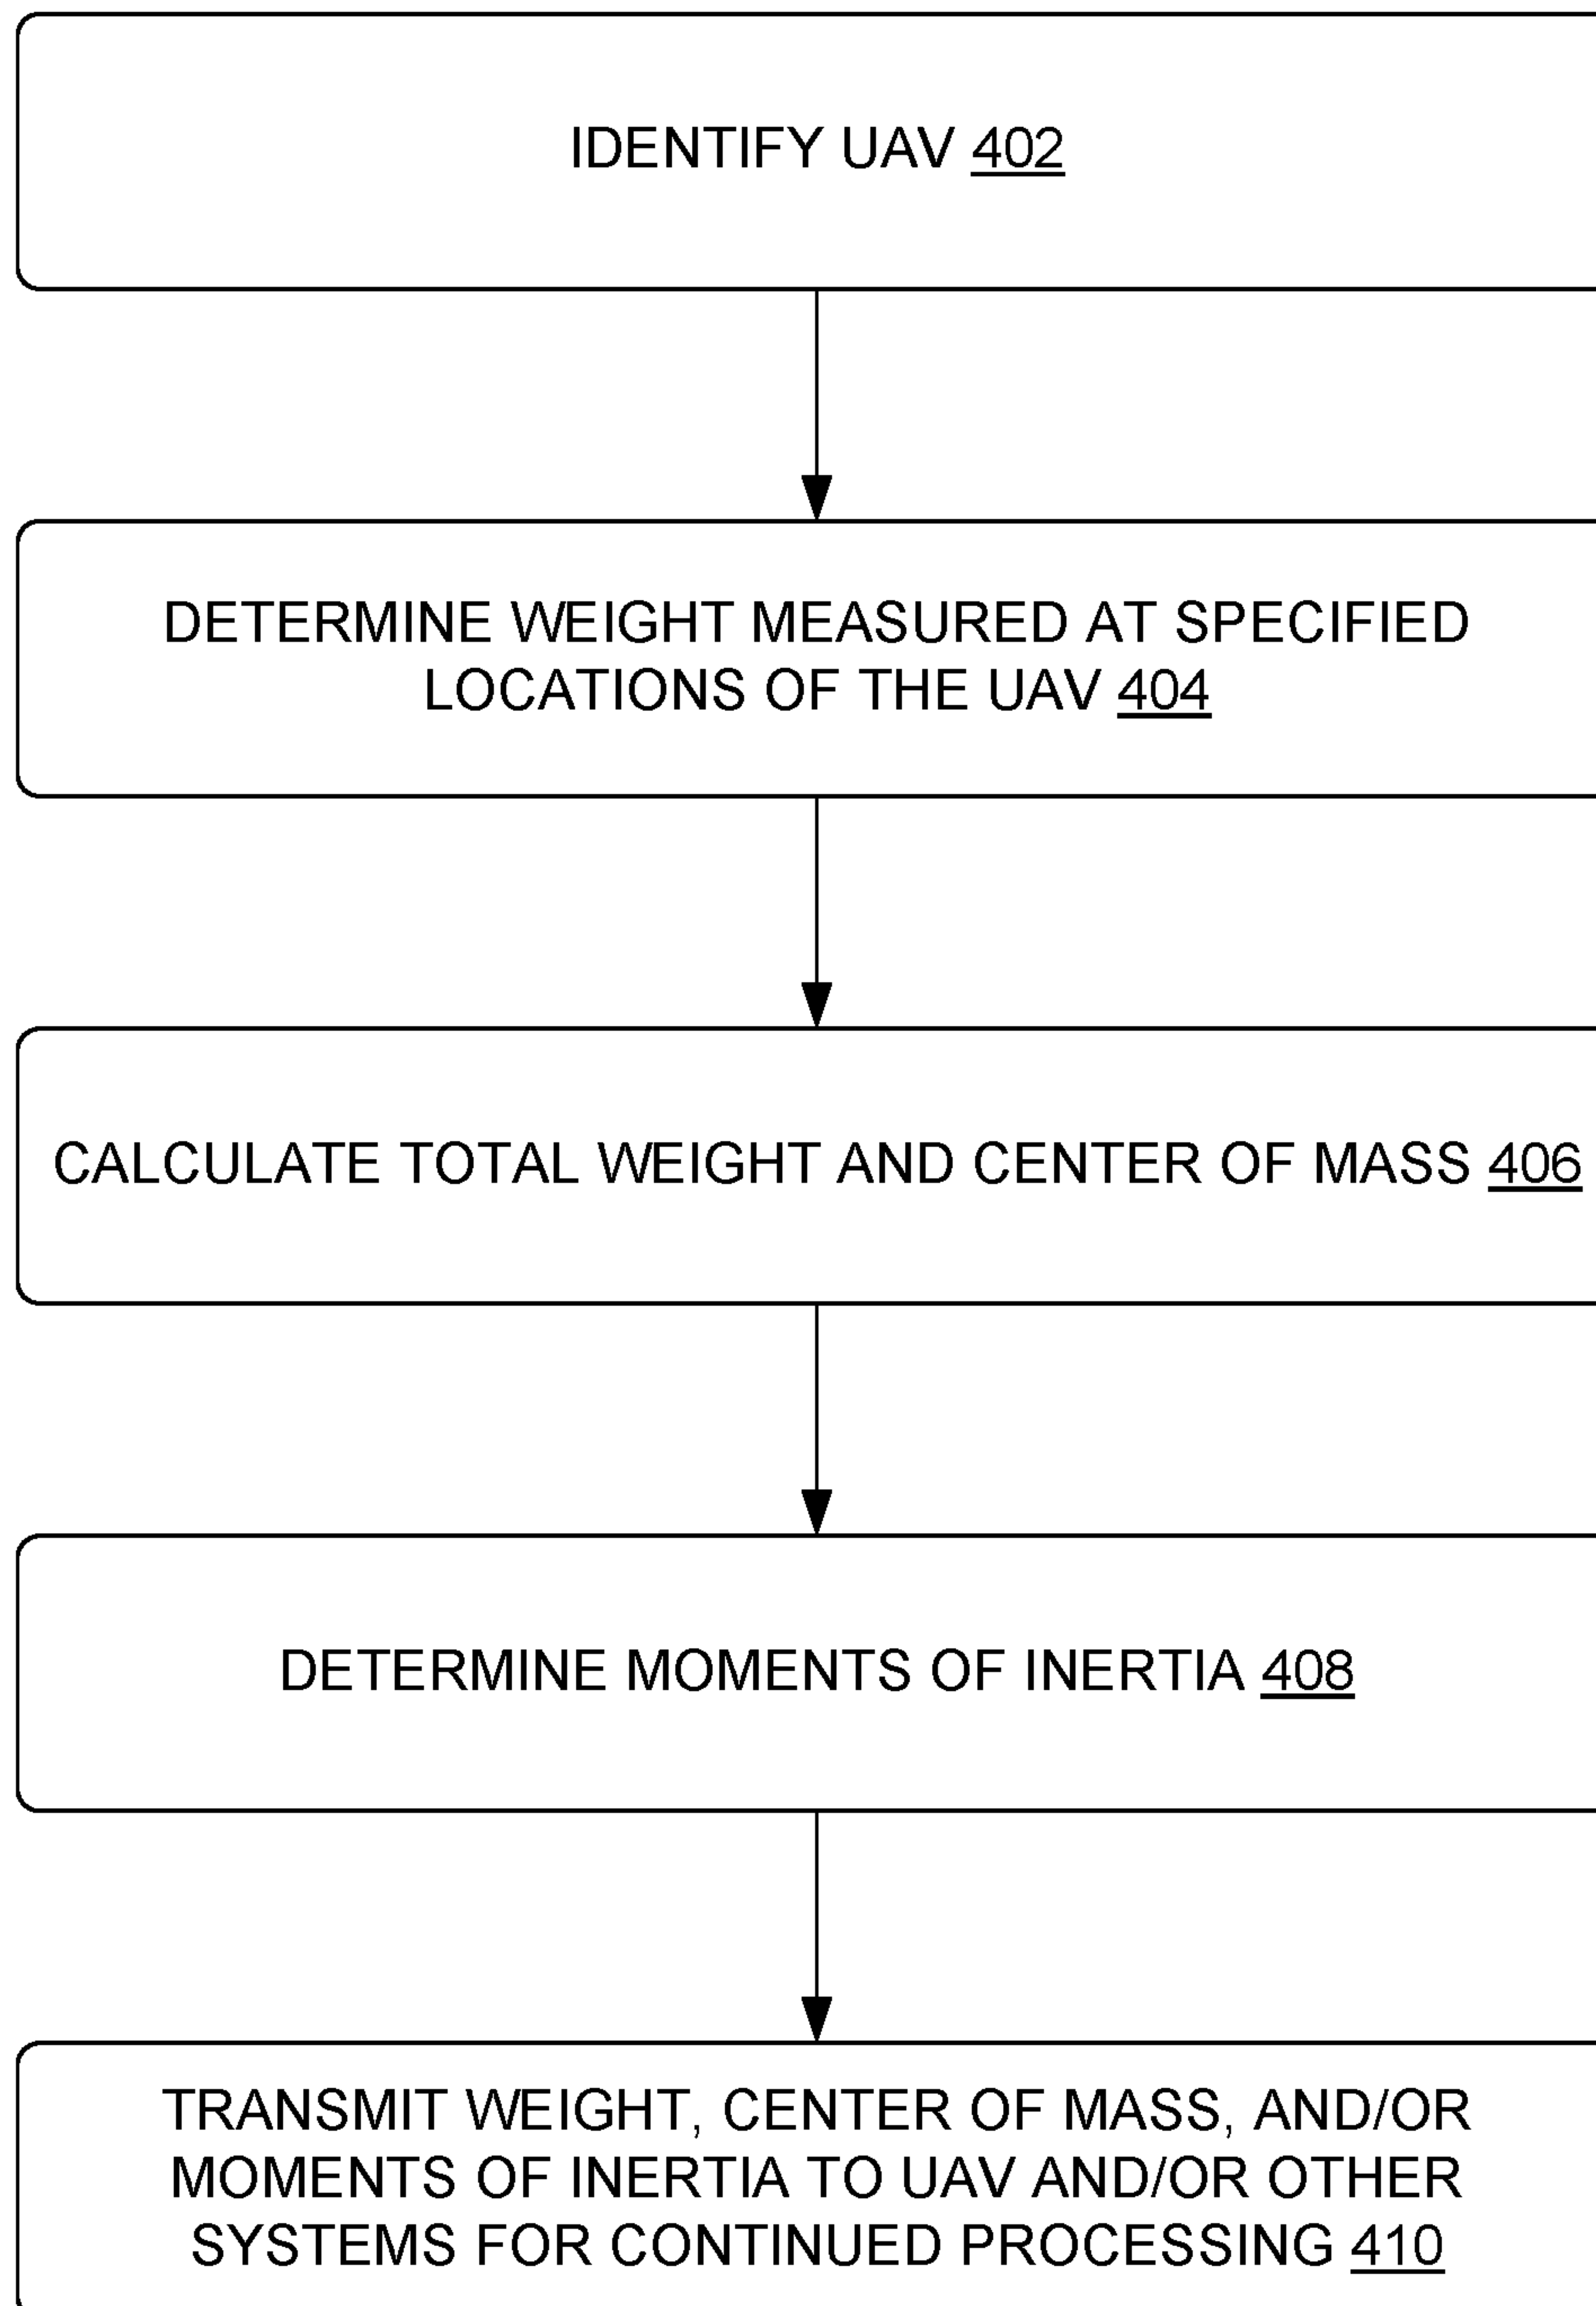 IDENTIFY UAV 402
DETERMINE WEIGHT MEASURED AT SPECIFIED
LOCATIONS OF THE UAV 404
CALCULATE TOTAL WEIGHT AND CENTER OF MASS 406
DETERMINE MOMENTS OF INERTIA 408
TRANSMIT WEIGHT, CENTER OF MASS, AND/OR
MOMENTS OF INERTIA TO UAV AND/OR OTHER
SYSTEMS FOR CONTINUED PROCESSING 410